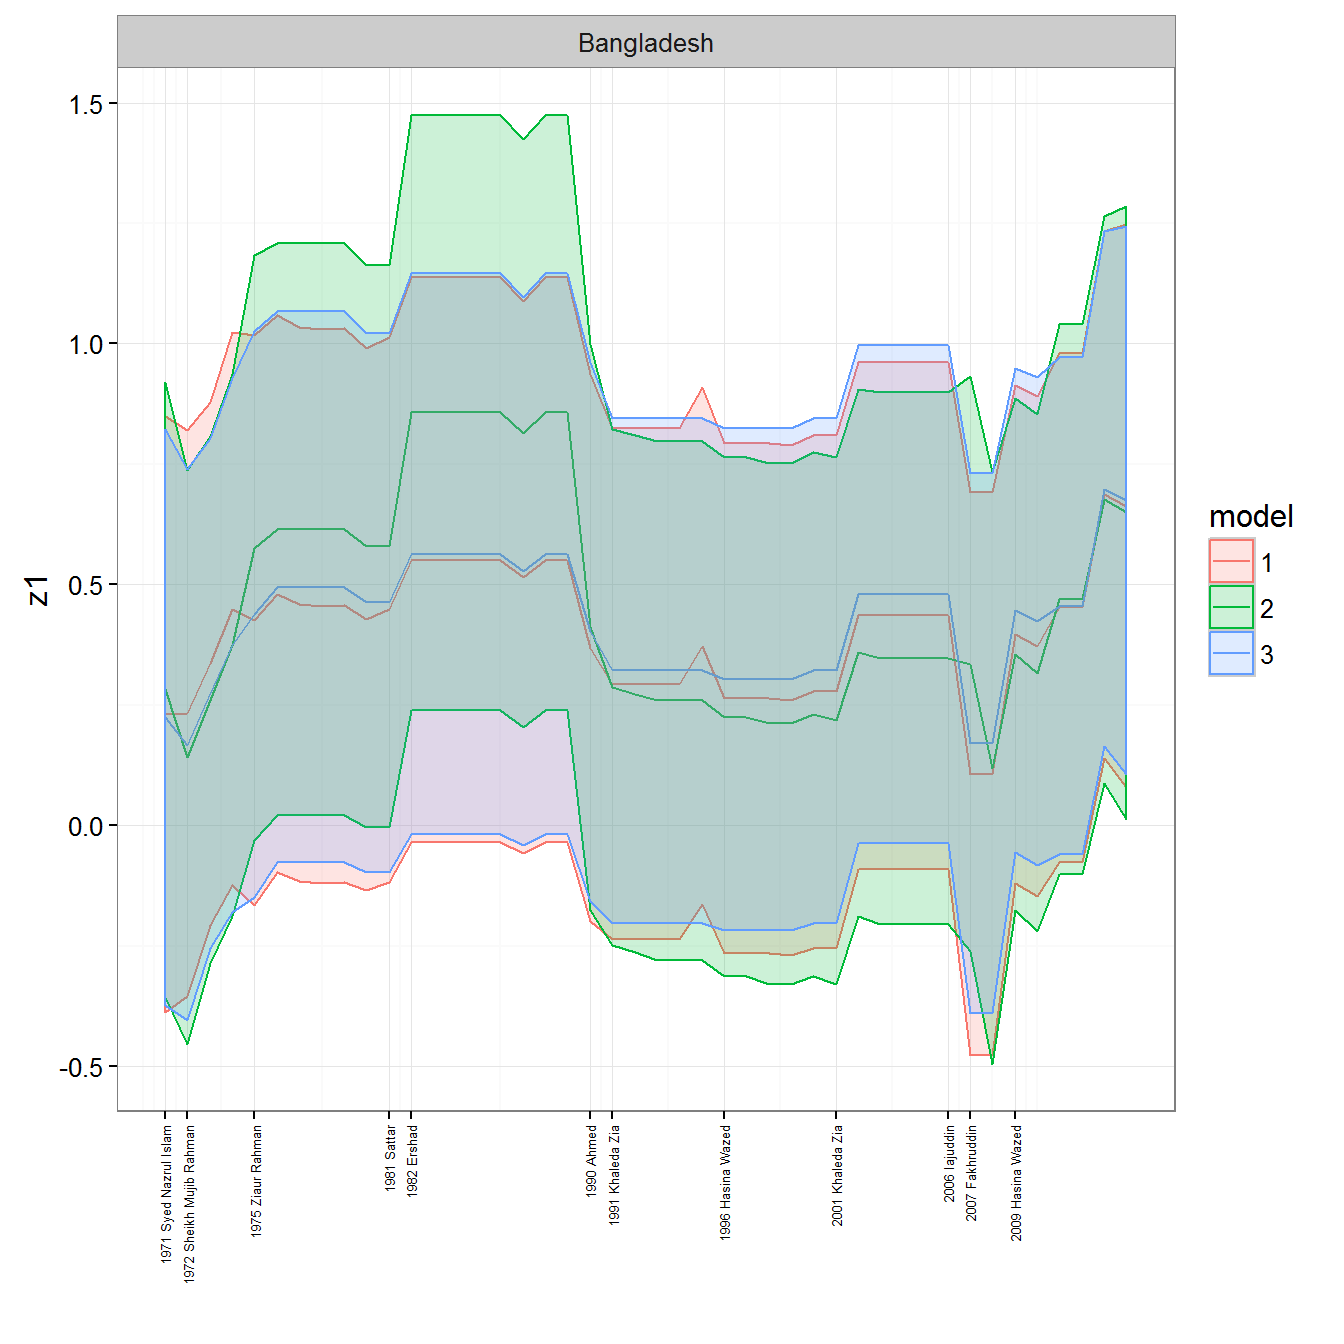 Bangladesh
1.5
1.0
0.5
0.0
-0.5
z1
1971 Syed Nazrul Islam
1972 Sheikh Mujib Rahman
1975 Ziaur Rahman
1981 Sattar
1982 Ershad
1990 Ahmed
1991 Khaleda Zia
1996 Hasina Wazed
2001 Khaleda Zia
2006 Iajuddin
2007 Fakhruddin
2009 Hasina Wazed
model
1
2
3